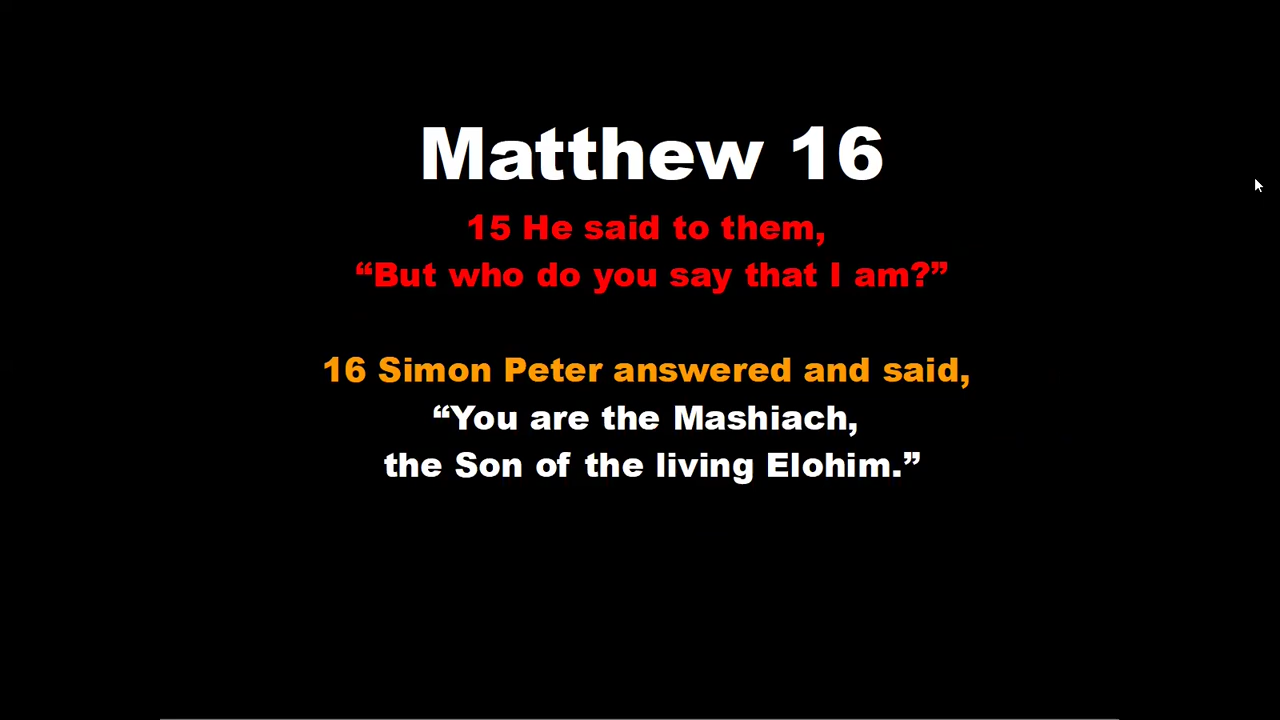 Matthew 16
15 He said to them,
“But who do you say that I am?”
16 Simon Peter answered and said,
“You are the Mashiach,
the Son of the living Elohim.”